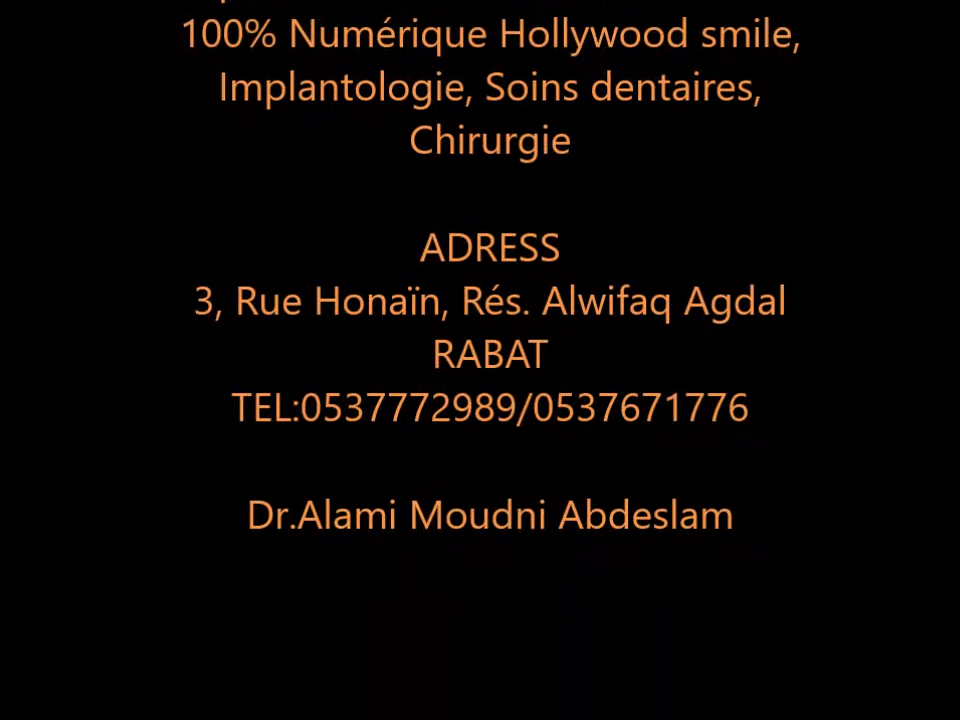 100% Numérique Hollywood smile,
Implantologie, Soins dentaires,
Chirurgie
ADRESS
3, Rue Honaïn, Rés. Alwifaq Agdal
RABAT
TEL:0537772989/0537671776
Dr.Alami Moudni Abdeslam